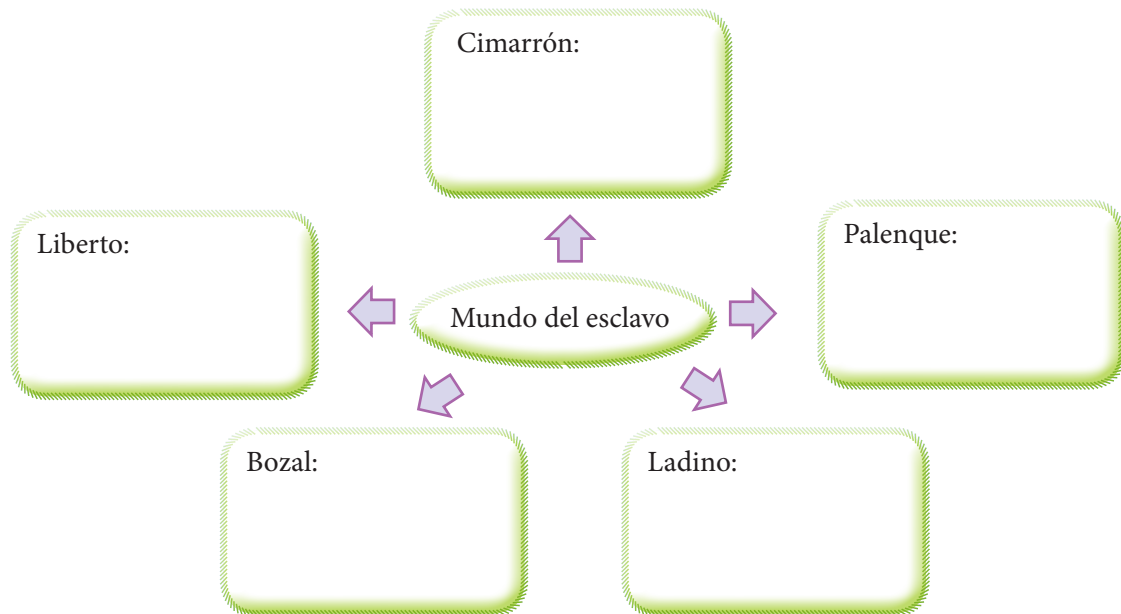 Cimarrón:
Liberto:
Palenque:
Mundo del esclavo
Bozal:
Ladino: